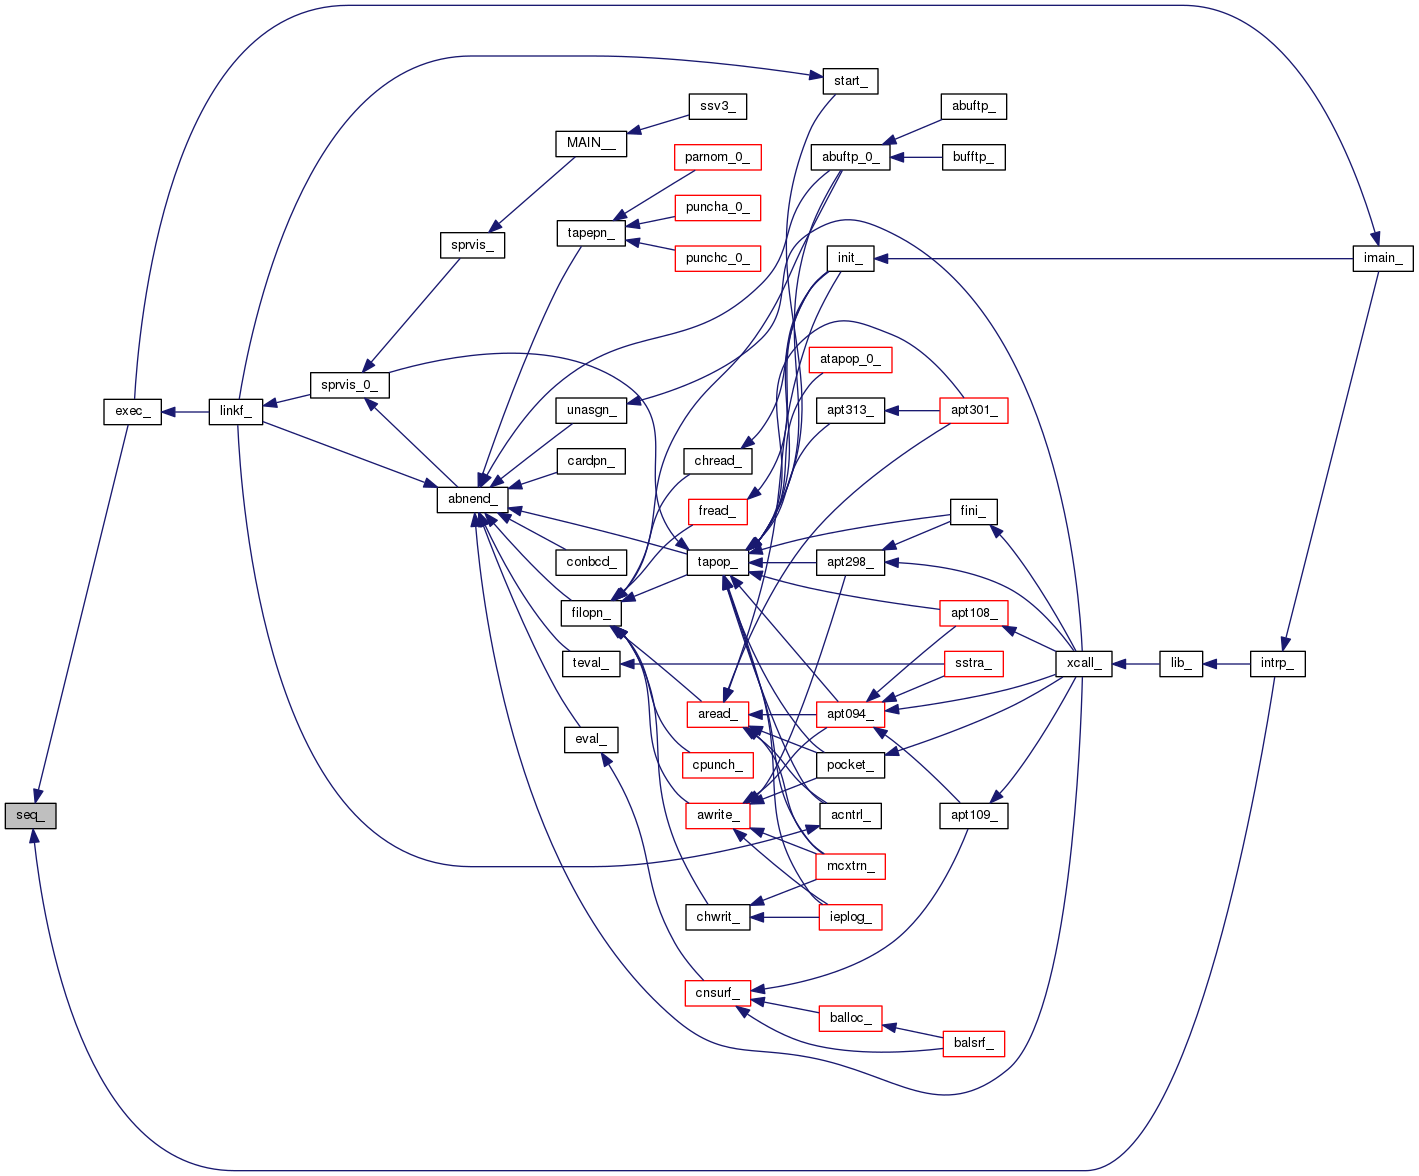 start_
ssv3_
abuftp_
MAIN__
parnom_0_
abuftp_0_
bufftp_
puncha_0_
tapepn_
sprvis_
punchc_0_
init_
imain_
atapop_0_
sprvis_0_
exec_
linkf_
unasgn_
apt313_
apt301_
cardpn_
chread_
abnend_
fread_
fini_
conbcd_
tapop_
apt298_
filopn_
apt108_
teval_
sstra_
xcall_
lib_
intrp_
aread_
apt094_
eval_
cpunch_
pocket_
seq_
awrite_
acntrl_
apt109_
mcxtrn_
chwrit_
ieplog_
cnsurf_
balloc_
balsrf_